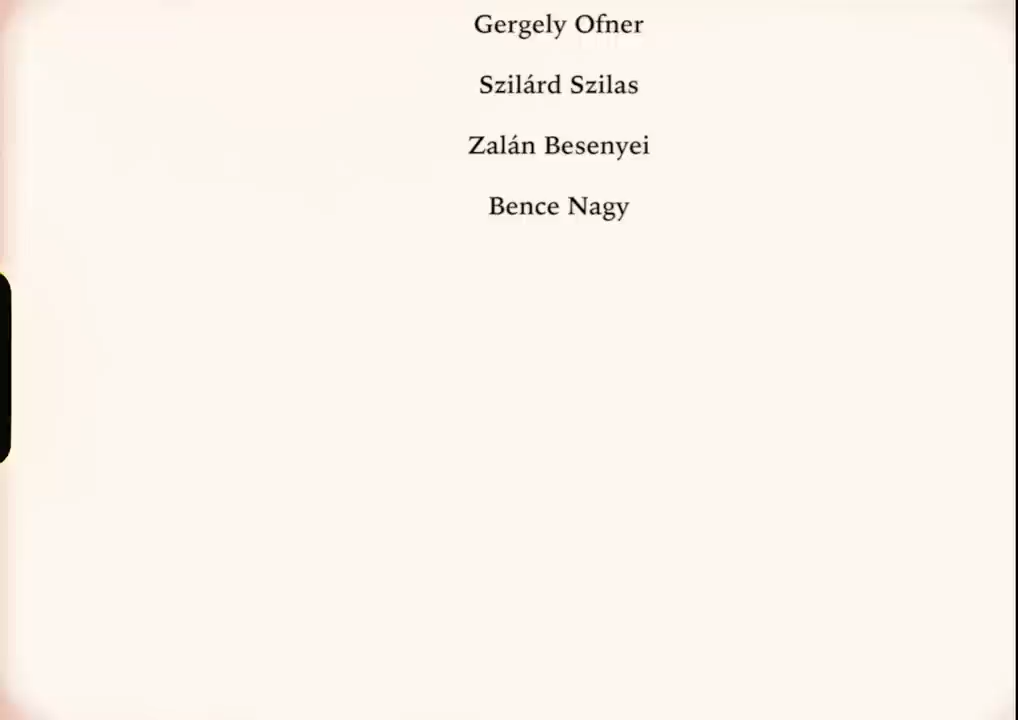 Gergely Ofner
Szilárd Szilas
Zalán Besenyei
Bence Nagy